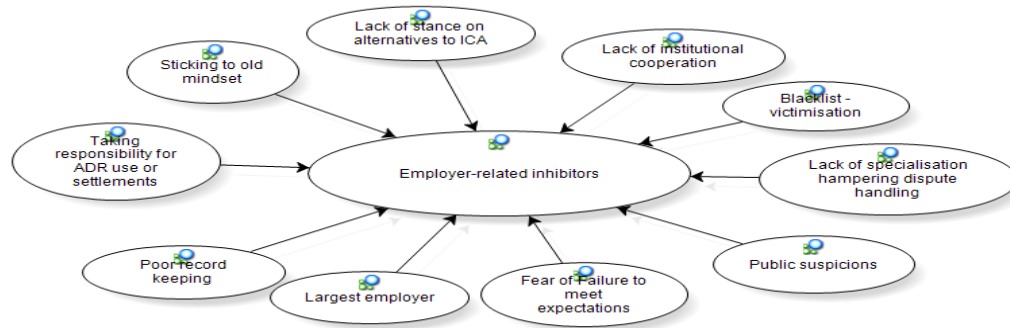 Lack of stance on
alternatives to ICA
Lack of institutional
cooperation
Sticking to old
mindset
Blacklist -
victimisation
Taking
responsibility for
ADR use or
settlements
Employer-related inhibitors
Lack of specialisation
hampering dispute
handling
Poor record
keeping
Largest employer
Fear of Failure to
meet
expectations
Public suspicions